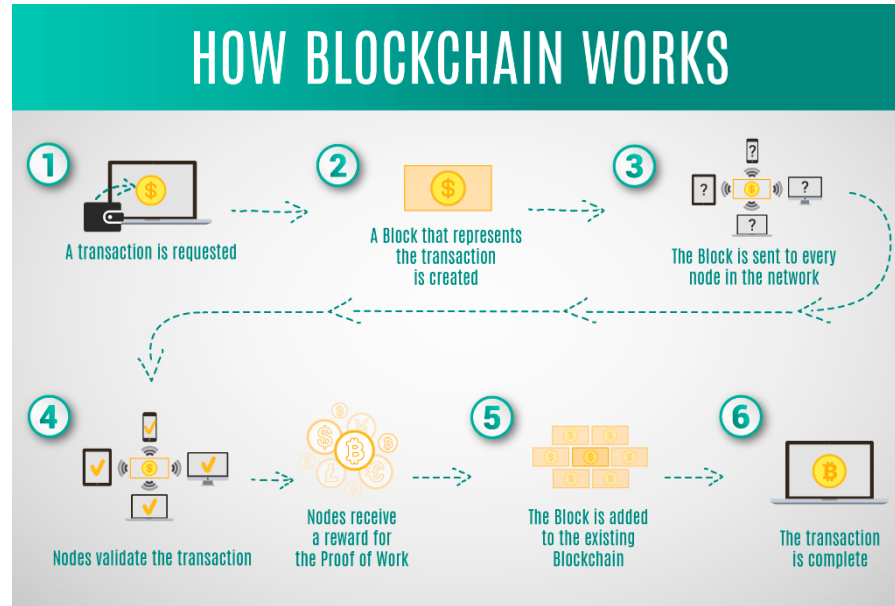 HOW BLOCKCHAIN WORKS
1
A transaction is requested
2
A Block that represents
the transaction
is created
3
The Block is sent to every
node in the network
4
Nodes validate the transaction
Nodes receive
a reward for
the Proof of Work
5
The Block is added
to the existing
Blockchain
6
The transaction
is complete